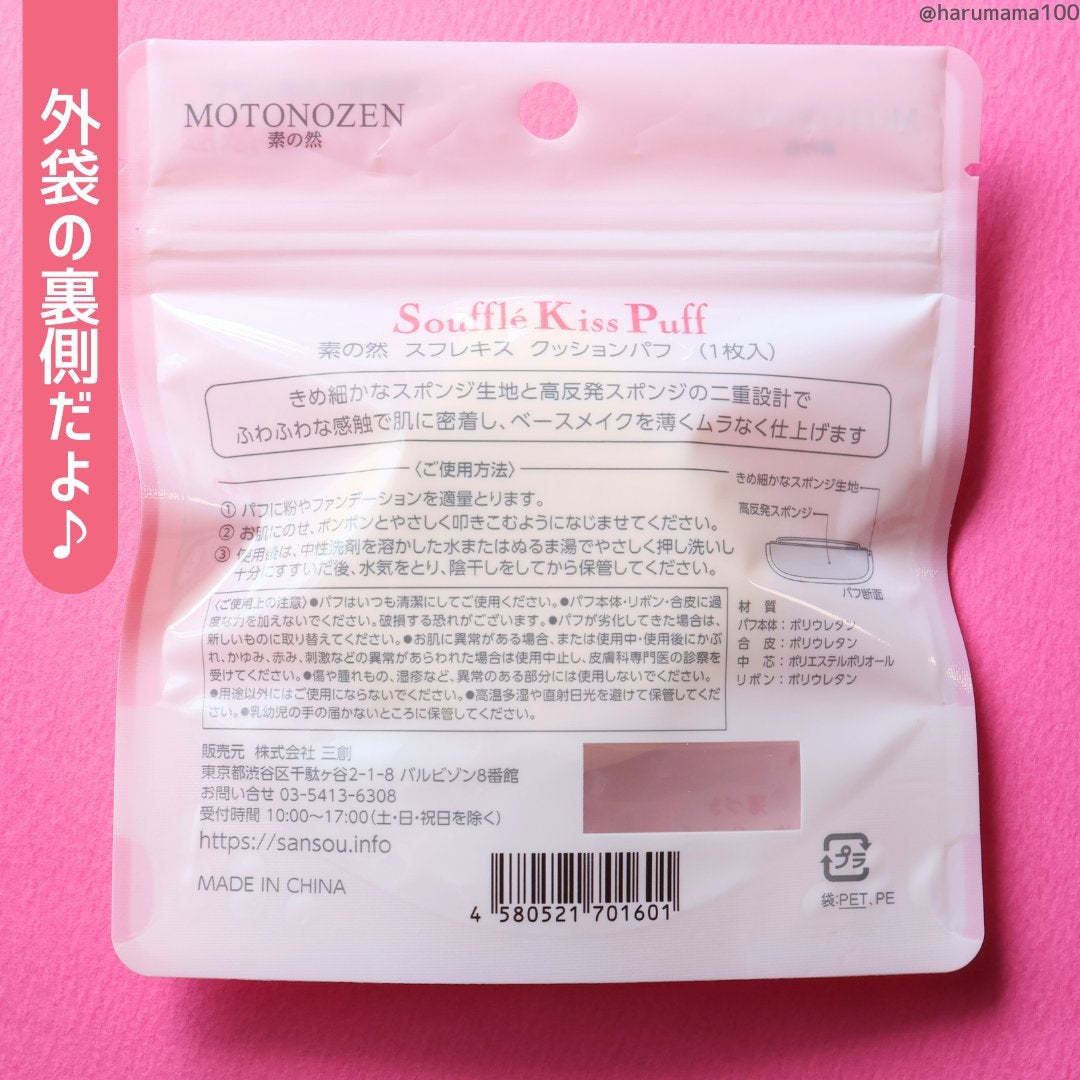 @harumama100
外袋の裏側だよ♪
MOTONOZEN
素の然
Soufflé Kiss Puff
素の然 スフレキス クッションパフ (1枚入)
きめ細かなスポンジ生地と高反発スポンジの二重設計で
ふわふわな感触で肌に密着し、ベースメイクを薄くムラなく仕上げます
〈ご使用方法〉
① パフに粉やファンデーションを適量とります。
② お肌にのせ、ポンポンとやさしく叩きこむようになじませてください。
③ 使用後は、中性洗剤を溶かした水またはぬるま湯でやさしく押し洗いし
十分にすすいだ後、水気をとり、陰干しをしてから保管してください。
きめ細かなスポンジ生地
高反発スポンジ
パフ断面
〈ご使用上の注意〉●パフはいつも清潔にしてご使用ください。●パフ本体・リボン・合皮に過
度な力を加えないでください。破損する恐れがございます。●パフが劣化してきた場合は、
新しいものに取り替えてください。●お肌に異常がある場合、または使用中・使用後にかぶ
れ、かゆみ、赤み、刺激などの異常があらわれた場合は使用中止し、皮膚科専門医の診察を
受けてください。●傷や腫れもの、湿疹など、異常のある部分には使用しないでください。
●用途以外にはご使用にならないでください。●高温多湿や直射日光を避けて保管してくだ
さい。●乳幼児の手の届かないところに保管してください。
材 質
パフ本体：ポリウレタン
合 皮：ポリウレタン
中 芯：ポリエステルポリオール
リボン：ポリウレタン
販売元 株式会社 三創
東京都渋谷区千駄ヶ谷2-1-8 バルビゾン8番館
お問い合せ 03-5413-6308
受付時間 10:00〜17:00(土・日・祝日を除く)
https://sansou.info
MADE IN CHINA
4 580521 701601
プラ
袋:PET、PE